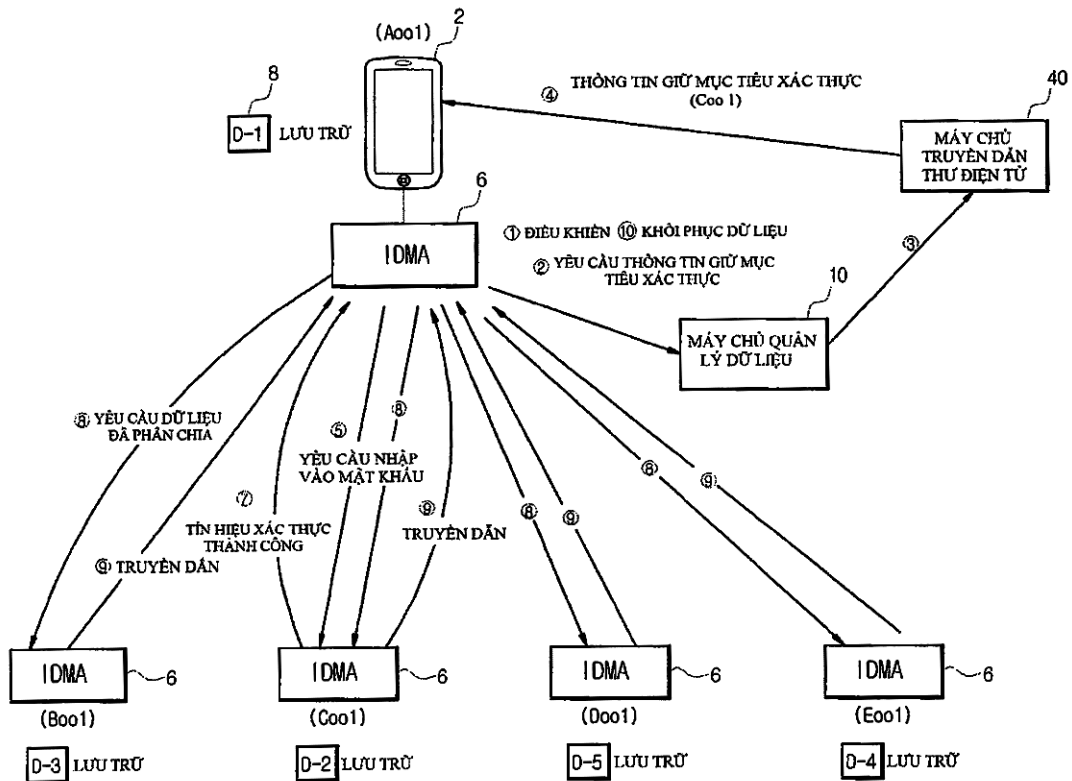 (Aoo1)
2
8
D-1 LƯU TRỮ
④ THÔNG TIN GIỮ MỤC TIÊU XÁC THỰC
(Coo 1)
40
MÁY CHỦ
TRUYỀN DẪN
THƯ ĐIỆN TỬ
6
IDMA
① ĐIỀU KHIỂN ⑩ KHÔI PHỤC DỮ LIỆU
② YÊU CẦU THÔNG TIN GIỮ MỤC
TIÊU XÁC THỰC
③
10
MÁY CHỦ QUẢN
LÝ DỮ LIỆU
⑧ YÊU CẦU DỮ LIỆU
ĐÃ PHÂN CHIA
⑨ TRUYỀN DẪN
⑦
TÍN HIỆU XÁC THỰC
THÀNH CÔNG
⑤
YÊU CẦU NHẬP
VÀO MẬT KHẨU
⑧
⑨
TRUYỀN DẪN
⑧
⑨
⑧
⑨
IDMA 6
(Boo1)
D-3 LƯU TRỮ
IDMA 6
(Coo1)
D-2 LƯU TRỮ
IDMA 6
(Doo1)
D-5 LƯU TRỮ
IDMA 6
(Eoo1)
D-4 LƯU TRỮ